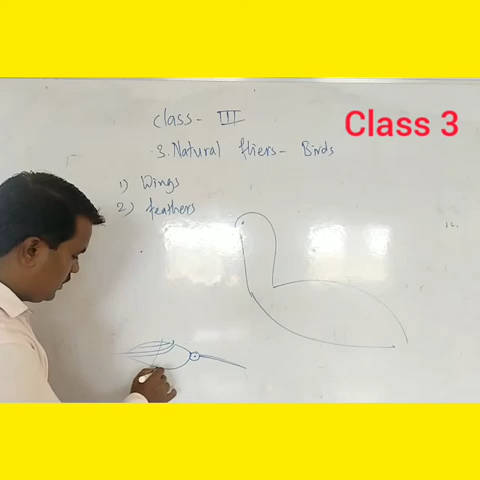 Class - III
Class 3
3. Natural fliers - Birds
1) Wings
2) feathers